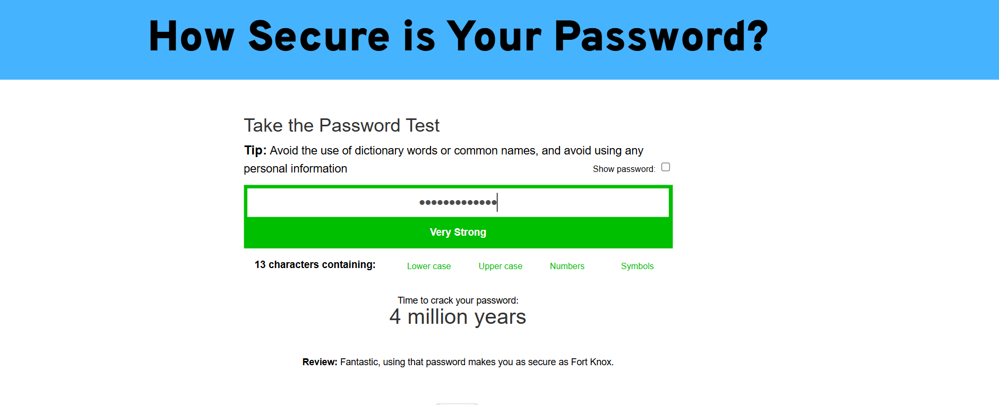 How Secure is Your Password?
Take the Password Test
Tip: Avoid the use of dictionary words or common names, and avoid using any
personal information
Show password:
•••••••••••••
Very Strong
13 characters containing: Lower case Upper case Numbers Symbols
Time to crack your password:
4 million years
Review: Fantastic, using that password makes you as secure as Fort Knox.